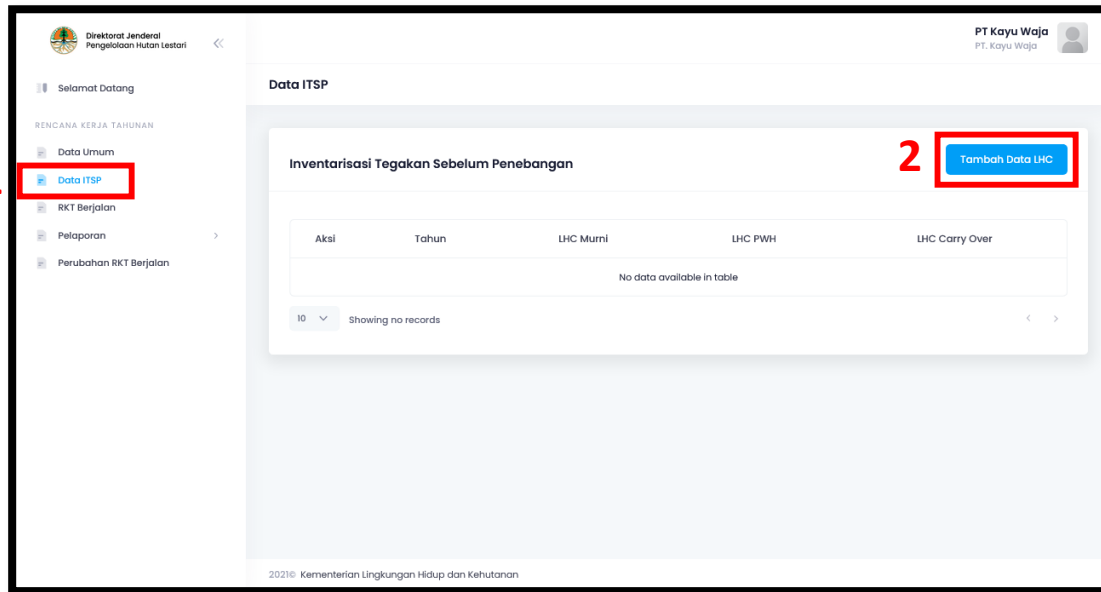 Direktorat Jenderal
Pengelolaan Hutan Lestari
PT Kayu Waja
PT. Kayu Waja
Selamat Datang
Data ITSP
RENCANA KERJA TAHUNAN
Data Umum
Data ITSP
RKT Berjalan
Pelaporan
Perubahan RKT Berjalan
Inventarisasi Tegakan Sebelum Penebangan
2
Tambah Data LHC
Aksi Tahun LHC Murni LHC PWH LHC Carry Over
No data available in table
10 Showing no records
2021© Kementerian Lingkungan Hidup dan Kehutanan